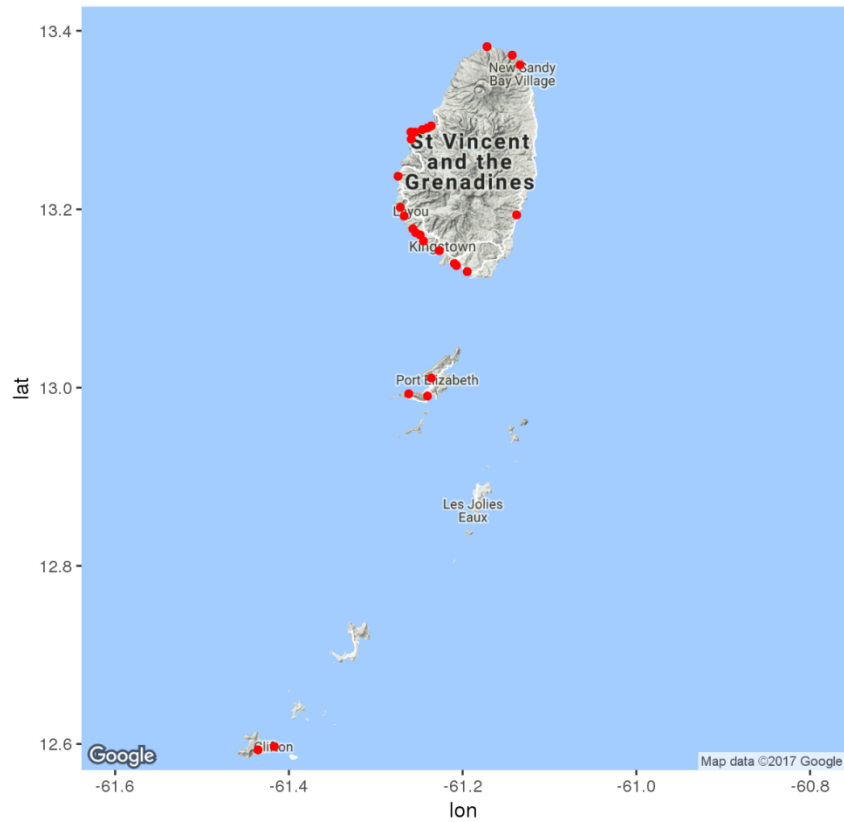 13.4
New Sandy
Bay Village
St Vincent
and the
Grenadines
13.2
Layou
Kingstown
lat
13.0
Port Elizabeth
Les Jolies
Eaux
12.8
12.6
Clifton
Google
Map data ©2017 Google
-61.6
-61.4
-61.2
-61.0
-60.8
lon